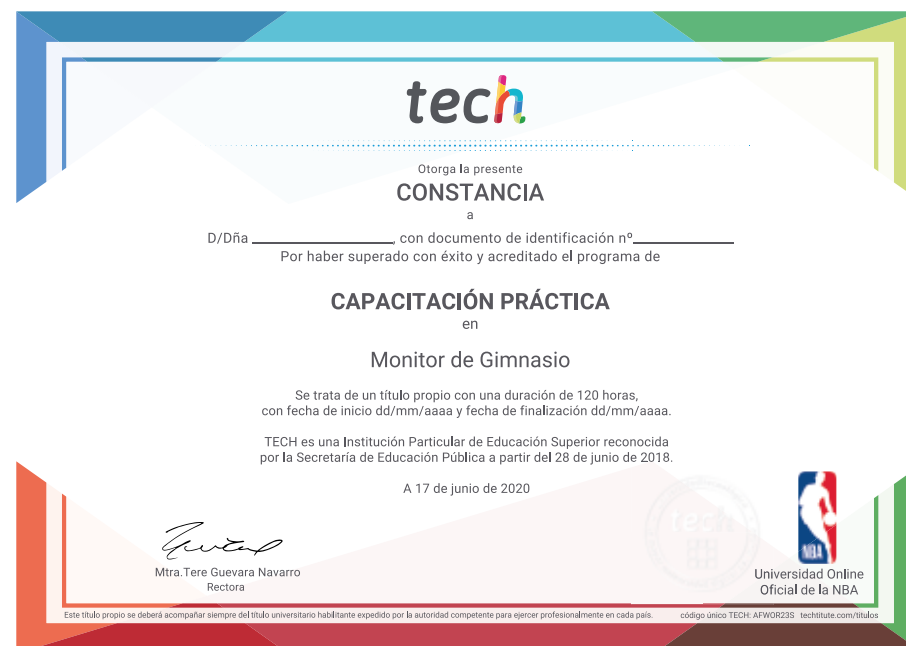 tech
Otorga la presente
CONSTANCIA
a
D/Dña , con documento de identificación nº
Por haber superado con éxito y acreditado el programa de
CAPACITACIÓN PRÁCTICA
en
Monitor de Gimnasio
Se trata de un título propio con una duración de 120 horas,
con fecha de inicio dd/mm/aaaa y fecha de finalización dd/mm/aaaa.
TECH es una Institución Particular de Educación Superior reconocida
por la Secretaría de Educación Pública a partir del 28 de junio de 2018.
A 17 de junio de 2020
tech
NBA
Mtra.Tere Guevara Navarro
Rectora
Universidad Online
Oficial de la NBA
Este título propio se deberá acompañar siempre del título universitario habilitante expedido por la autoridad competente para ejercer profesionalmente en cada país. código único TECH: AFWOR23S techtitute.com/titulos